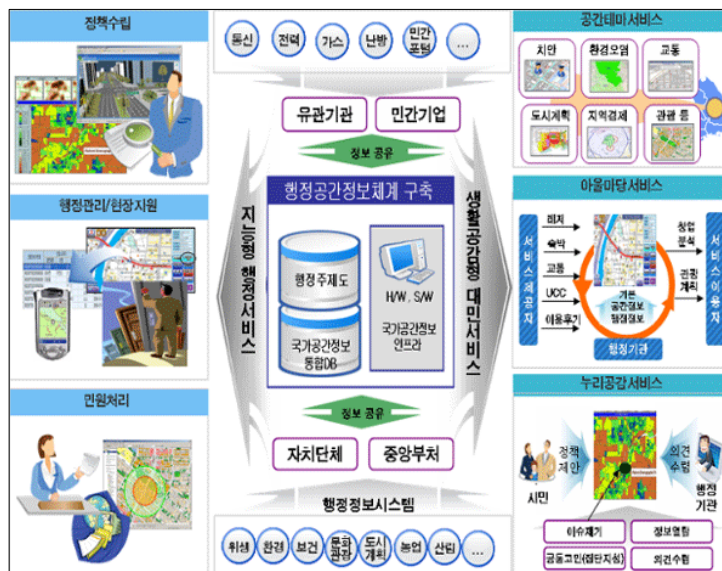 정책수립
통신
전력
가스
난방
민간
포털
...
공간테마서비스
치안
환경오염
교통
도시계획
지역경제
관광 등
유관기관
민간기업
정보 공유
행정관리/현장지원
지능형 행정서비스
행정공간정보체계 구축
행정주제도
국가공간정보
통합DB
H/W, S/W
국가공간정보
인프라
생활공감형 대민서비스
아울마당서비스
서비스제공자
레저
숙박
교통
UCC
이용후기
기본
공간정보
행정정보
행정기관
창업
분석
관광
계획
서비스이용자
정보 공유
자치단체
중앙부처
민원처리
행정정보시스템
위생
환경
보건
문화
관광
도시
계획
농업
산림
...
누리공감서비스
시민
정책
제안
의견
수렴
행정
기관
이슈제기
정보열람
공동고민(집단지성)
의견수렴